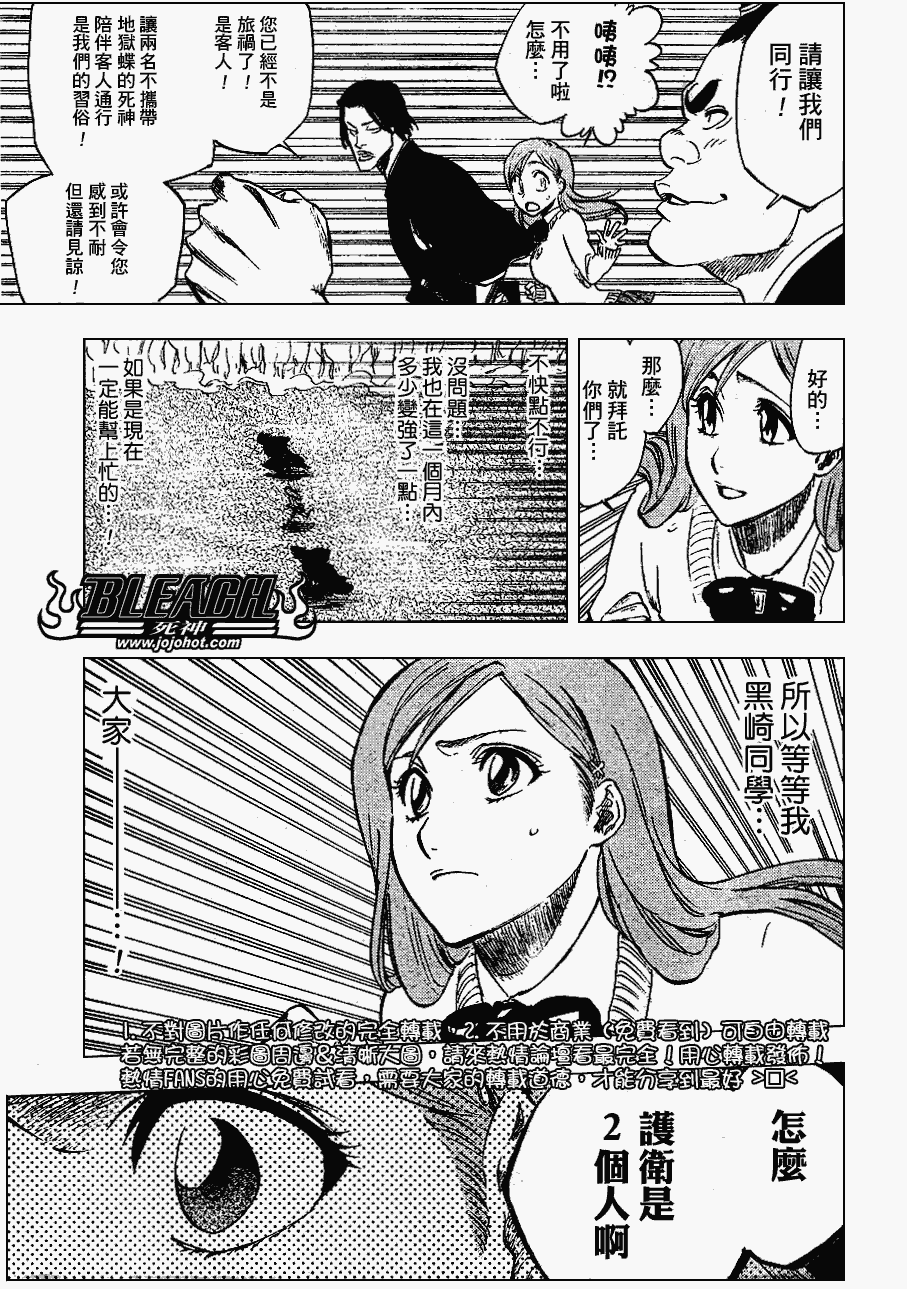 請讓我們
同行！
咦咦!?
不用了啦
怎麼…
您已經不是
旅禍了！
是客人！
讓兩名不攜帶
地獄蝶的死神
陪伴客人通行
是我們的習俗！
或許會令您
感到不耐
但還請見諒！
好的…
那麼…
就拜託
你們了…
不快點不行…
沒問題…
我也在這一個月內
多少變強了一點…
如果是現在
一定能幫上忙的…！
BLEACH
死神
www.jojohot.com
所以等等我
黑崎同學…
大家——…！
1. 不對圖片作任何修改的完全轉載，2. 不用於商業（免費看到）可自由轉載
若無完整的彩圖周邊&清晰大圖，請來熱情論壇看最完全！用心轉載發佈！
熱情FANS的用心免費試看，需要大家的轉載道德，才能分享到最好 >口<
怎麼
護衛是
2個人啊